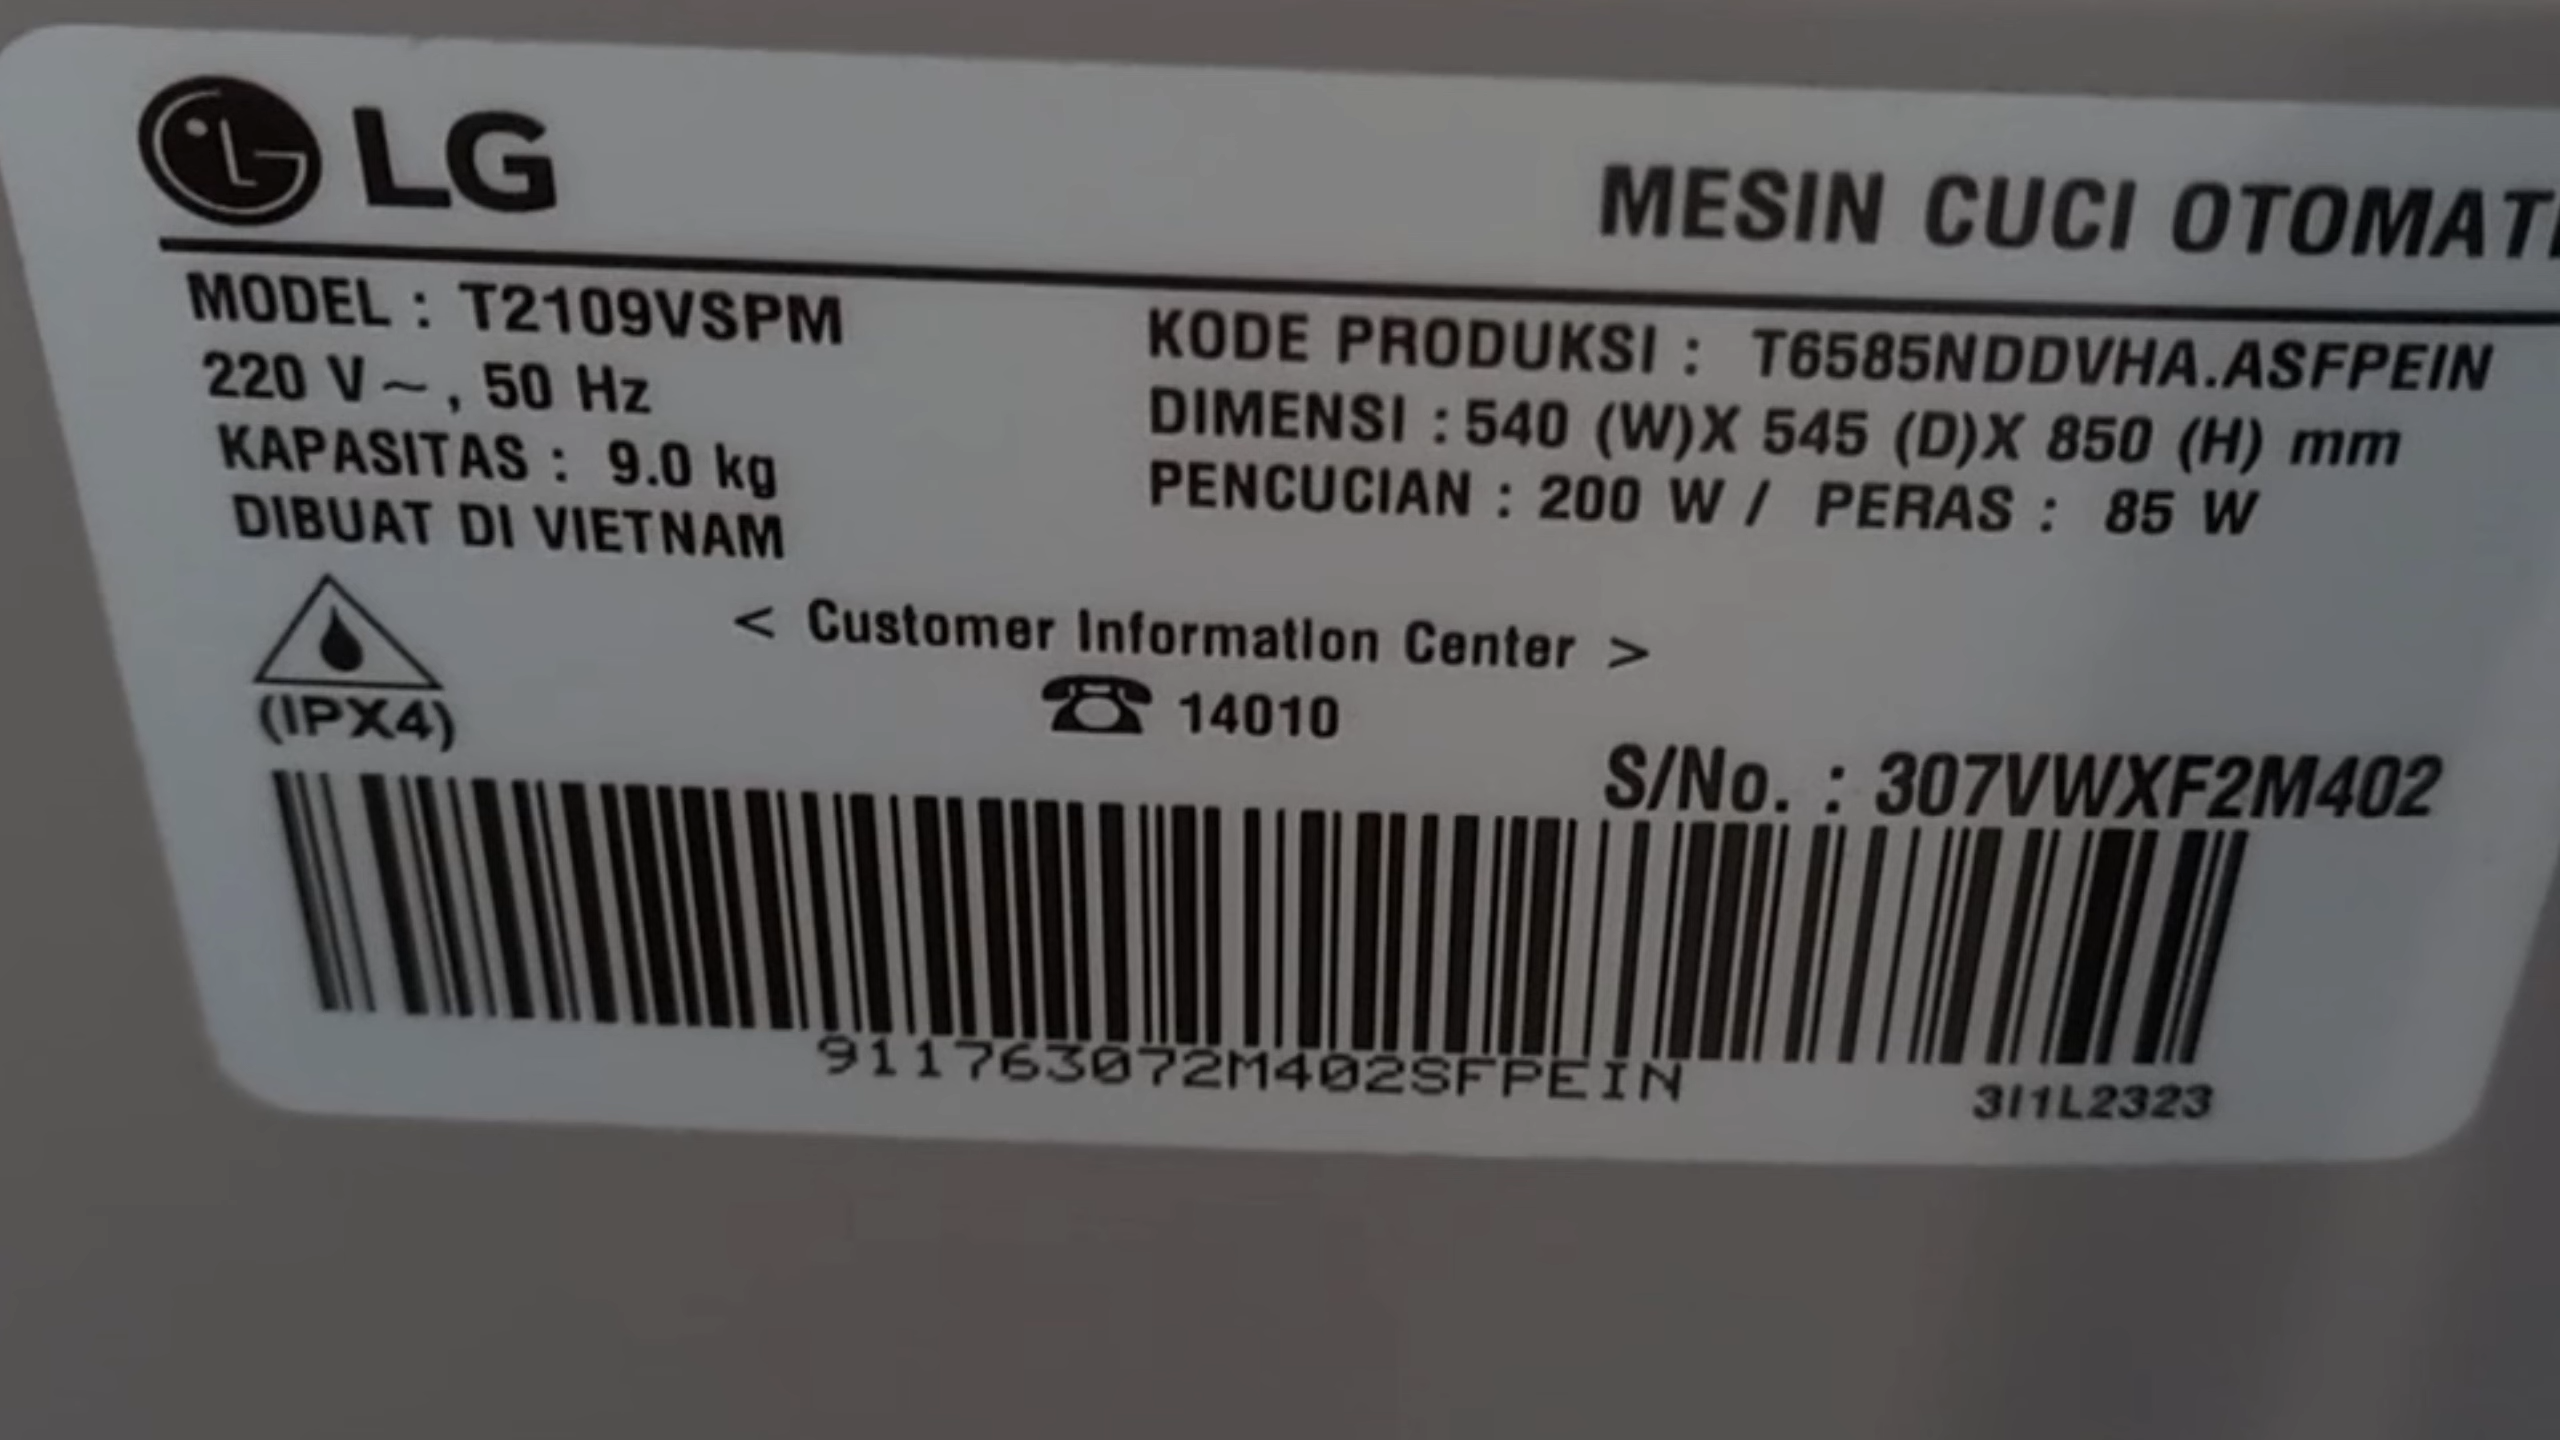 LG
MESIN CUCI OTOMATI
MODEL : T2109VSPM
220 V~, 50 Hz
KAPASITAS : 9.0 kg
DIBUAT DI VIETNAM
KODE PRODUKSI : T6585NDDVHA.ASFPEIN
DIMENSI : 540 (W)X 545 (D)X 850 (H) mm
PENCUCIAN : 200 W / PERAS : 85 W
< Customer Information Center >
☎ 14010
(IPX4)
S/No. : 307VWXF2M402
911763072M402SFPEIN
3I1L2323